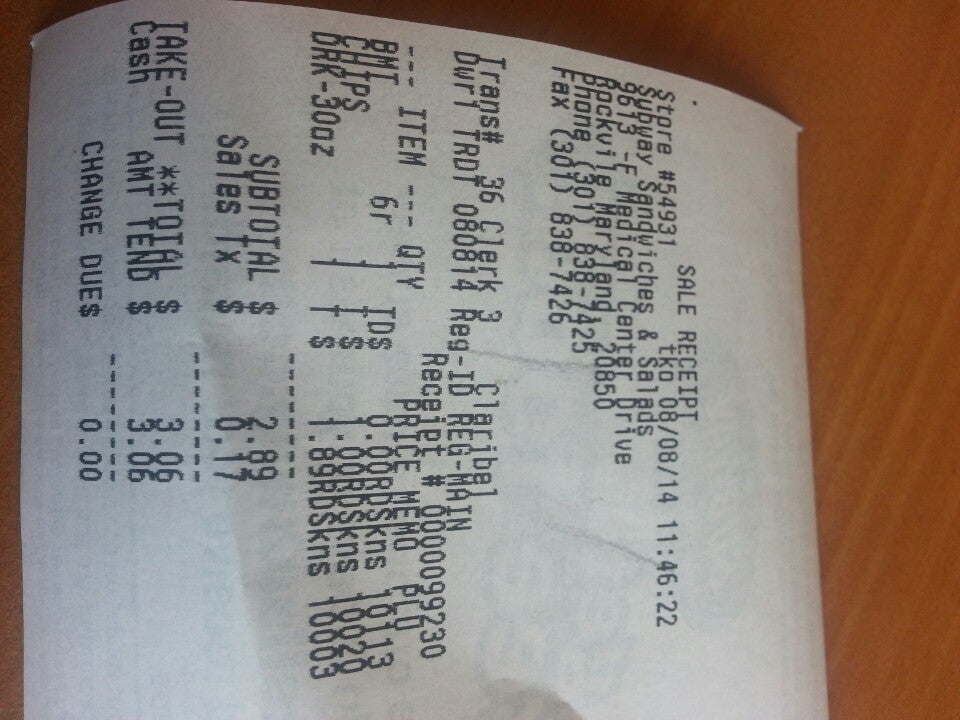 SALE RECEIPT
Store #54931 tko 08/08/14 11:46:22
Subway Sandwiches & Salads
9613 -E Medical Center Drive
Rockville Maryland 20850
Phone (301) 838-7425
Fax (301) 838-7426
Trans# 36 Clerk 3 Claribel
Dwrf TRDT 080814 Reg-ID REG-MAIN
Receipt # 0000099230
--- ITEM --- QTY TDS PRICE MEMO PLU
BMT 6r 1 T $ 0.00RDSkns 10113
CHIPS 1 T $ 1.00RDSkns 10020
DRK-30oz 1 T $ 1.89RDSkns 10003
--------
SUBTOTAL $ 2.89
Sales Tx $ 0.17
--------
TAKE-OUT **TOTAL $ 3.06
Cash AMT TEND $ 3.06
--------
CHANGE DUE$ 0.00